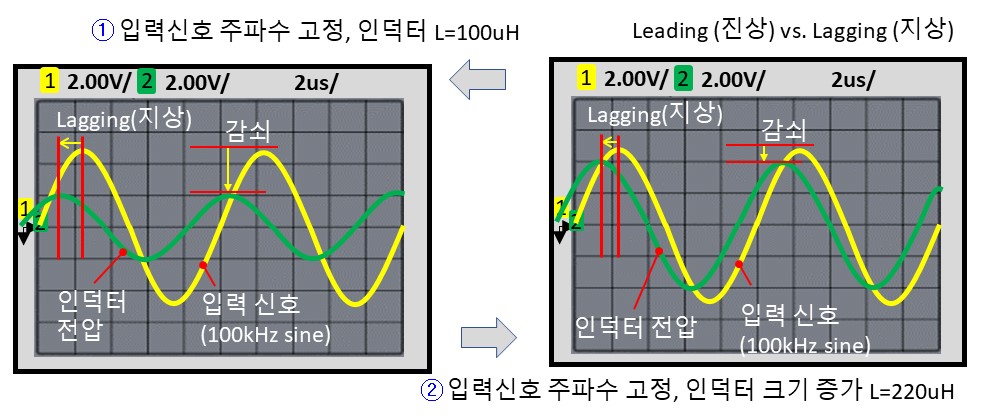 ① 입력신호 주파수 고정, 인덕터 L=100uH
Leading (진상) vs. Lagging (지상)
1 2.00V/ 2 2.00V/ 2us/
Lagging(지상)
감쇠
1
2
인덕터
전압
입력 신호
(100kHz sine)
1 2.00V/ 2 2.00V/ 2us/
Lagging(지상)
감쇠
1
2
인덕터 전압
입력 신호
(100kHz sine)
② 입력신호 주파수 고정, 인덕터 크기 증가 L=220uH